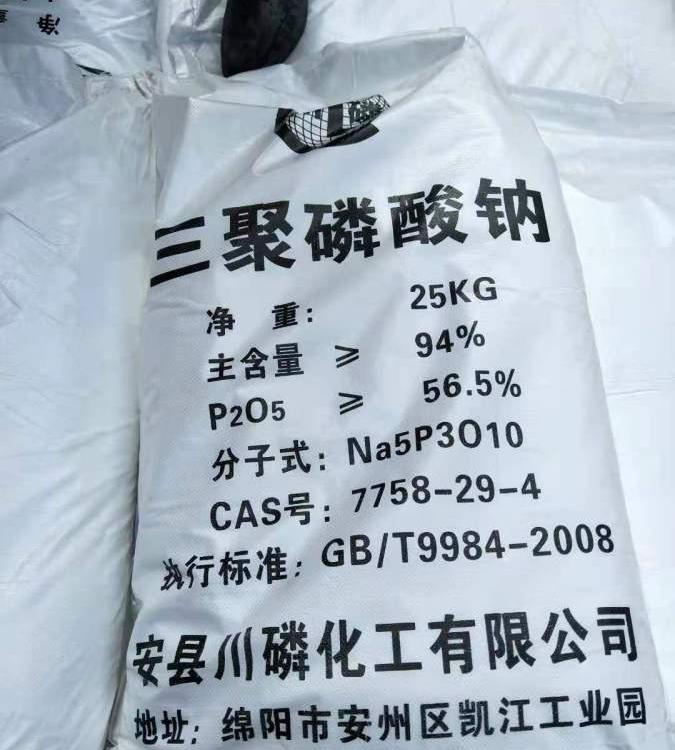 净
三聚磷酸钠
净 重: 25KG
主含量 ≥ 94%
P2O5 ≥ 56.5%
分子式: Na5P3O10
CAS号: 7758-29-4
执行标准: GB/T9984-2008
安县川磷化工有限公司
地址: 绵阳市安州区凯江工业园